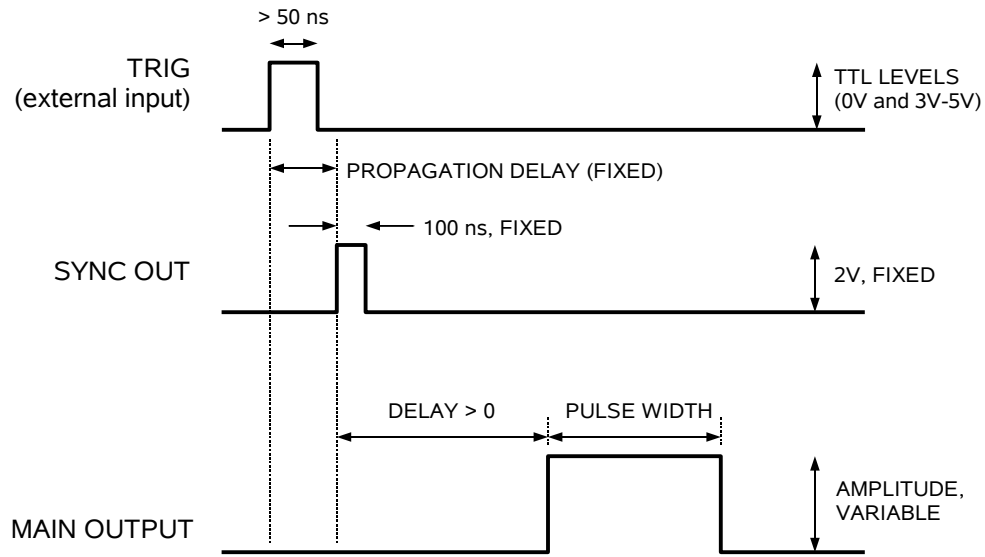 > 50 ns
TRIG
(external input)
TTL LEVELS
(0V and 3V-5V)
PROPAGATION DELAY (FIXED)
100 ns, FIXED
SYNC OUT
2V, FIXED
DELAY > 0
PULSE WIDTH
AMPLITUDE,
VARIABLE
MAIN OUTPUT